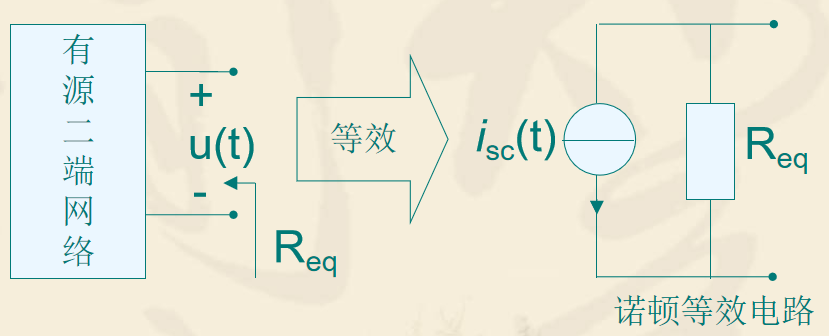 有
源
二
端
网
络
+
u(t)
-
Req
等效
isc(t)
Req
诺顿等效电路